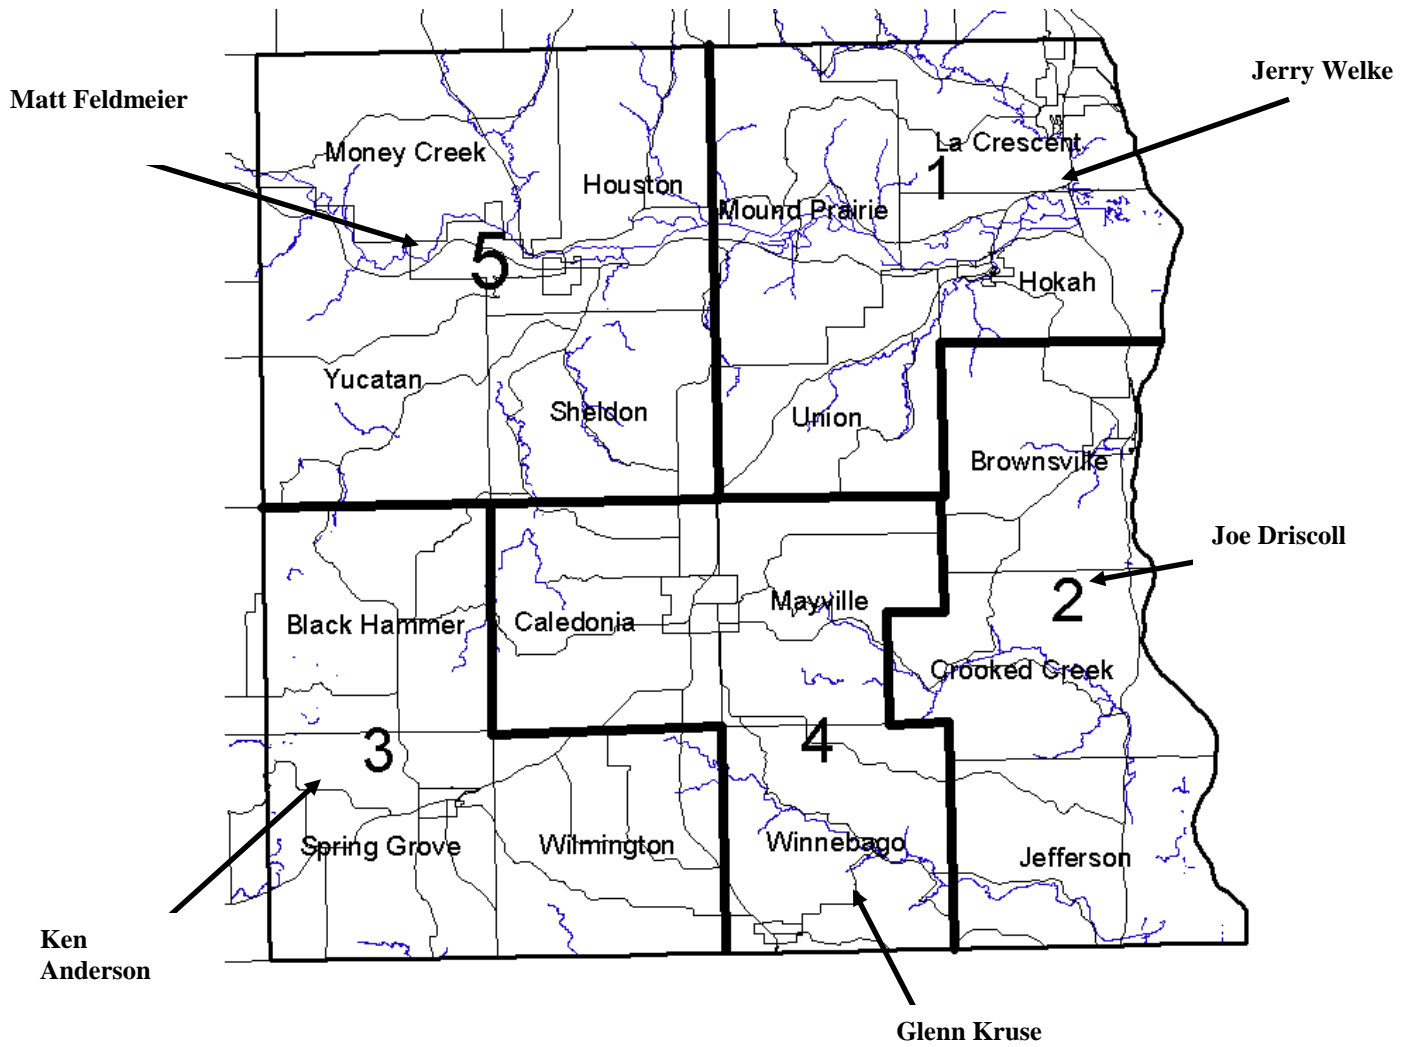 Jerry Welke
Matt Feldmeier
La Crescent
Money Creek
1
Houston
Mound Prairie
5
Hokah
Yucatan
Sheldon
Union
Brownsville
Joe Driscoll
2
Mayville
Black Hammer
Caledonia
Crooked Creek
3
4
Spring Grove
Wilmington
Winnebago
Jefferson
Ken
Anderson
Glenn Kruse